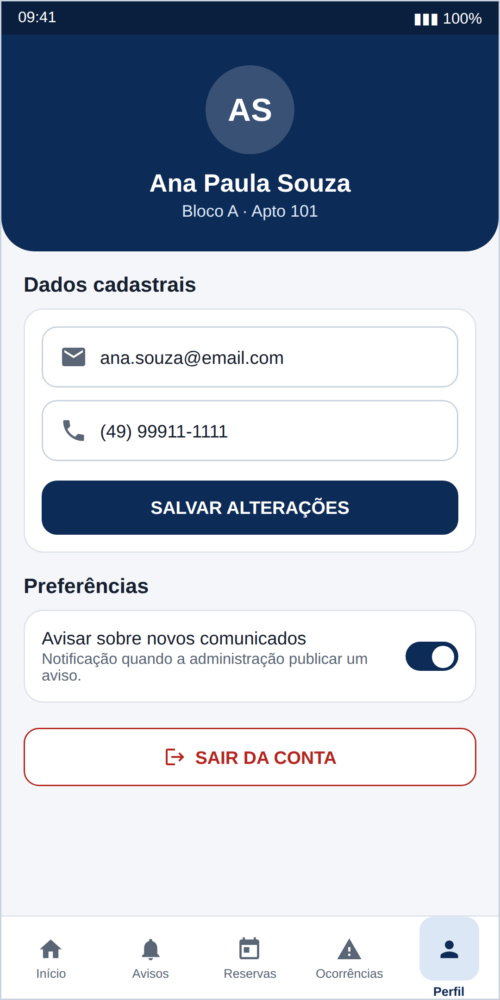 09:41
100%
AS
Ana Paula Souza
Bloco A · Apto 101
Dados cadastrais
ana.souza@email.com
(49) 99911-1111
SALVAR ALTERAÇÕES
Preferências
Avisar sobre novos comunicados
Notificação quando a administração publicar um
aviso.
SAIR DA CONTA
Início
Avisos
Reservas
Ocorrências
Perfil